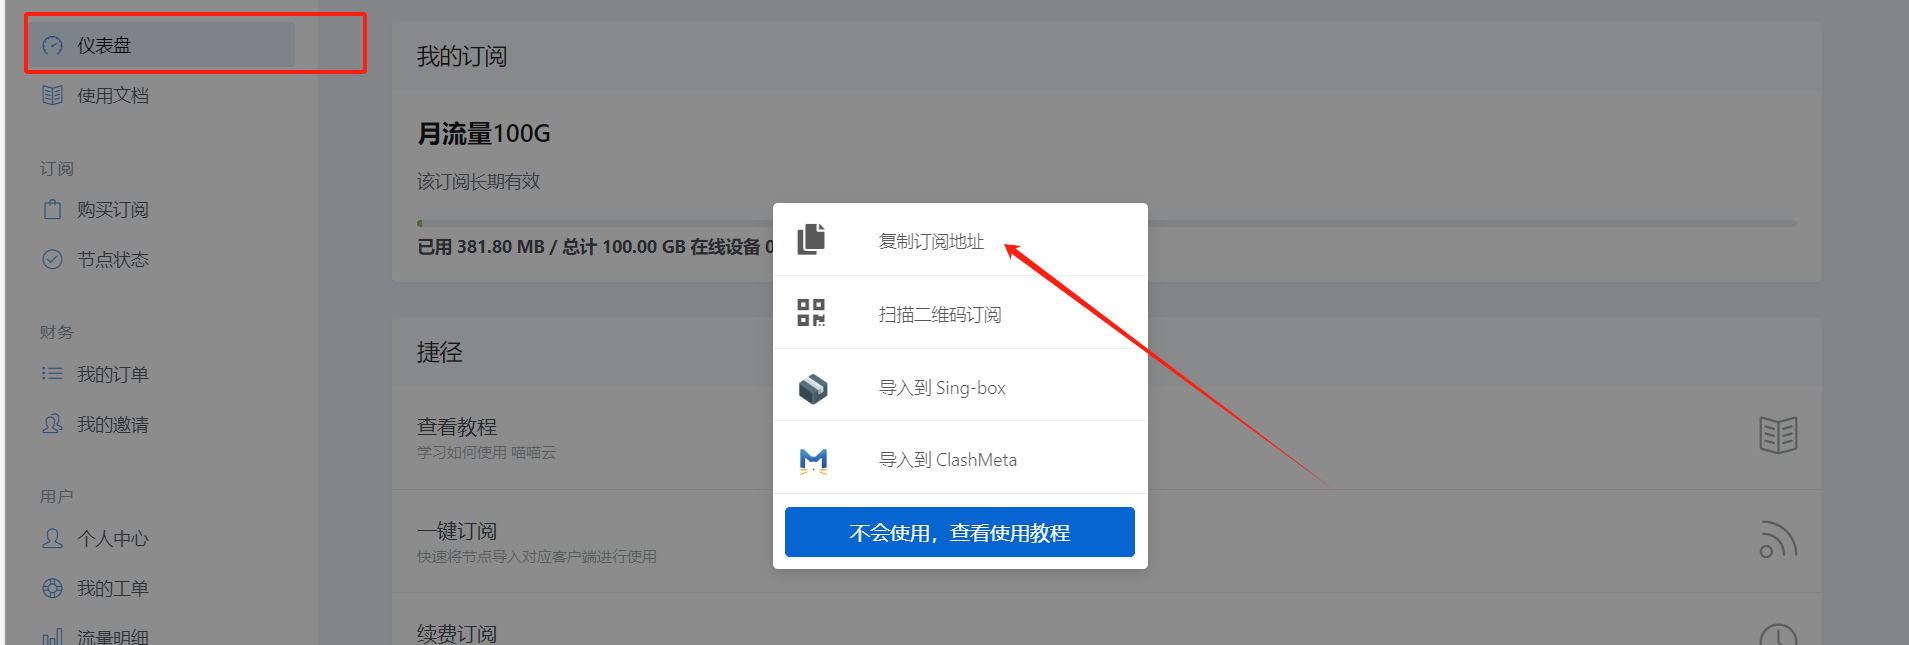 仪表盘
使用文档
订阅
购买订阅
节点状态
财务
我的订单
我的邀请
用户
个人中心
我的工单
流量明细
我的订阅
月流量100G
该订阅长期有效
已用 381.80 MB / 总计 100.00 GB 在线设备 0
捷径
查看教程
学习如何使用 喵喵云
一键订阅
快速将节点导入对应客户端进行使用
续费订阅
复制订阅地址
扫描二维码订阅
导入到 Sing-box
导入到 ClashMeta
不会使用，查看使用教程